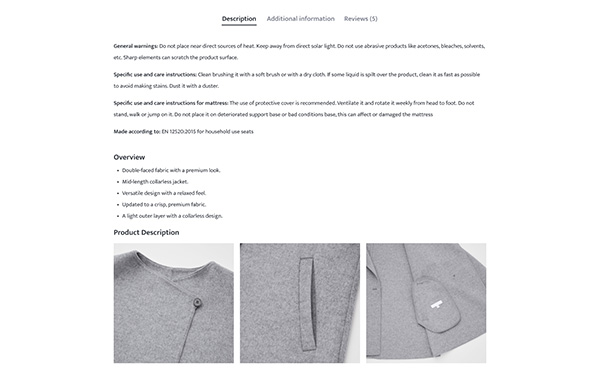 Description Additional information Reviews (5)
General warnings: Do not place near direct sources of heat. Keep away from direct solar light. Do not use abrasive products like acetones, bleaches, solvents,
etc. Sharp elements can scratch the product surface.
Specific use and care instructions: Clean brushing it with a soft brush or with a dry cloth. If some liquid is spilt over the product, clean it as fast as possible
to avoid making stains. Dust it with a duster.
Specific use and care instructions for mattress: The use of protective cover is recommended. Ventilate it and rotate it weekly from head to foot. Do not
stand, walk or jump on it. Do not place it on deteriorated support base or bad conditions base, this can affect or damaged the mattress
Made according to: EN 12520:2015 for household use seats
Overview
• Double-faced fabric with a premium look.
• Mid-length collarless jacket.
• Versatile design with a relaxed feel.
• Updated to a crisp, premium fabric.
• A light outer layer with a collarless design.
Product Description